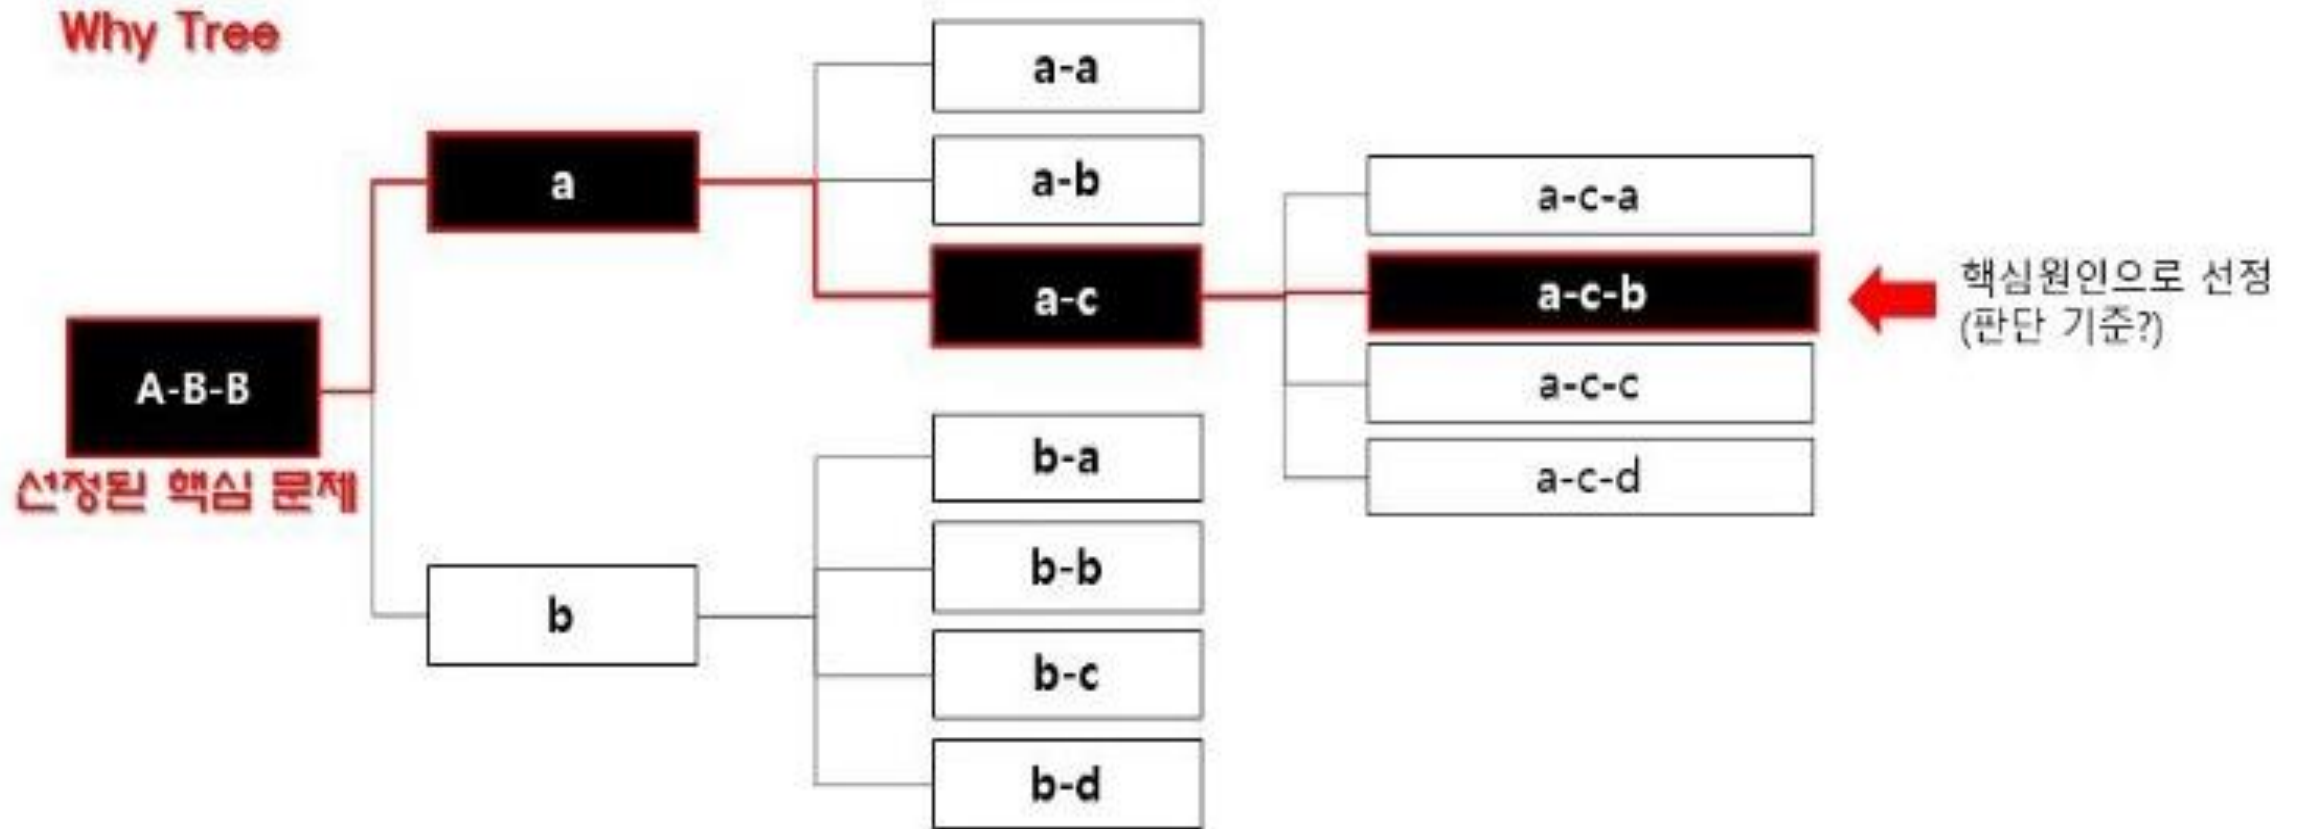 Why Tree
a-a
a-b
a
a-c
a-c-a
a-c-b
a-c-c
a-c-d
핵심원인으로 선정
(판단 기준?)
A-B-B
선정된 핵심 문제
b
b-a
b-b
b-c
b-d